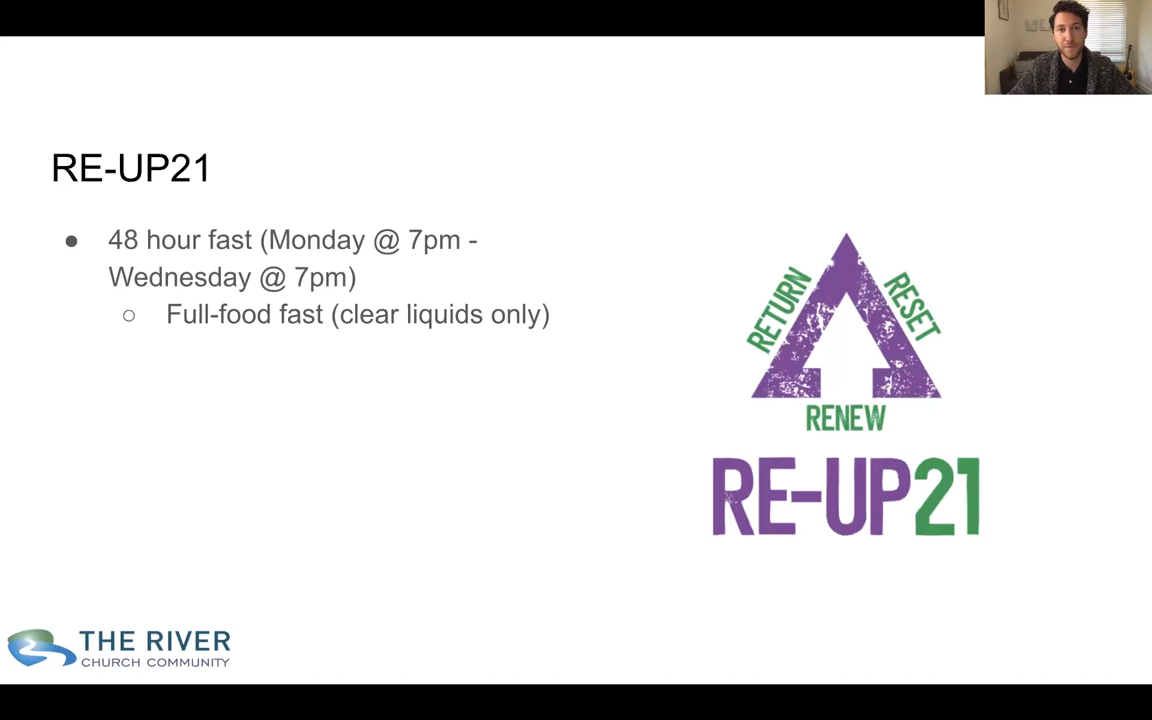 RE-UP21
● 48 hour fast (Monday @ 7pm -
Wednesday @ 7pm)
○ Full-food fast (clear liquids only)
RETURN
RESET
RENEW
RE-UP21
THE RIVER
CHURCH COMMUNITY